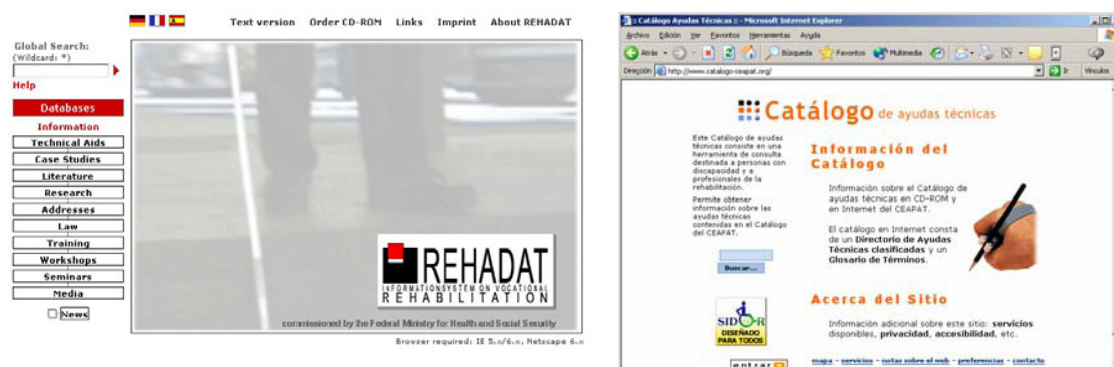 Text version Order CD-ROM Links Imprint About REHADAT
Global Search:
(Wildcard: *)
Help
Databases
Information
Technical Aids
Case Studies
Literature
Research
Addresses
Law
Training
Workshops
Seminars
Media
News
REHADAT
INFORMATIONSYSTEM ON VOCATIONAL
REHABILITATION
commissioned by the Federal Ministry for Health and Social Security
Browser required: IE 5.x/6.x, Netscape 6.x
:: Catálogo Ayudas Técnicas :: - Microsoft Internet Explorer
Archivo Edición Ver Favoritos Herramientas Ayuda
Atrás Búsqueda Favoritos Multimedia
Dirección http://www.catalogo-ceapat.org/ Ir Vínculos
Catálogo de ayudas técnicas
Este Catálogo de ayudas
técnicas consiste en una
herramienta de consulta
destinada a personas con
discapacidad y a
profesionales de la
rehabilitación.
Permite obtener
información sobre las
ayudas técnicas
contenidas en el Catálogo
del CEAPAT.
Buscar...
SIDAR
DISEÑADO
PARA TODOS
entrar
Información del
Catálogo
Información sobre el Catálogo de
ayudas técnicas en CD-ROM y
en Internet del CEAPAT.
El catálogo en Internet consta
de un Directorio de Ayudas
Técnicas clasificadas y un
Glosario de Términos.
Acerca del Sitio
Información adicional sobre este sitio: servicios
disponibles, privacidad, accesibilidad, etc.
mapa - servicios - notas sobre el web - preferencias - contacto